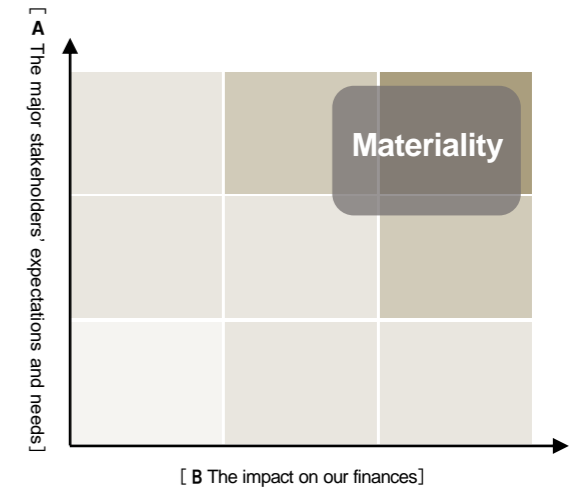 [ A The major stakeholders’ expectations and needs]
Materiality
[ B The impact on our finances]